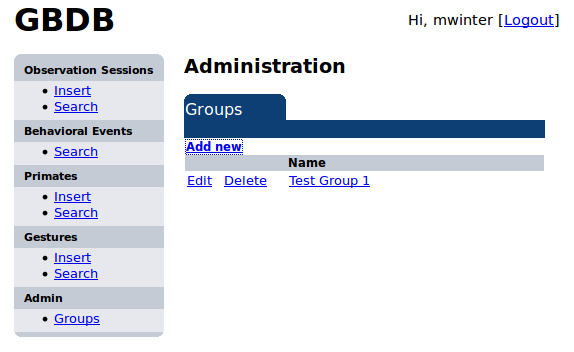 GBDB
Hi, mwinter [Logout]
Observation Sessions
Insert
Search
Behavioral Events
Search
Primates
Insert
Search
Gestures
Insert
Search
Admin
Groups
Administration
Groups
Add new
Name
Edit Delete Test Group 1